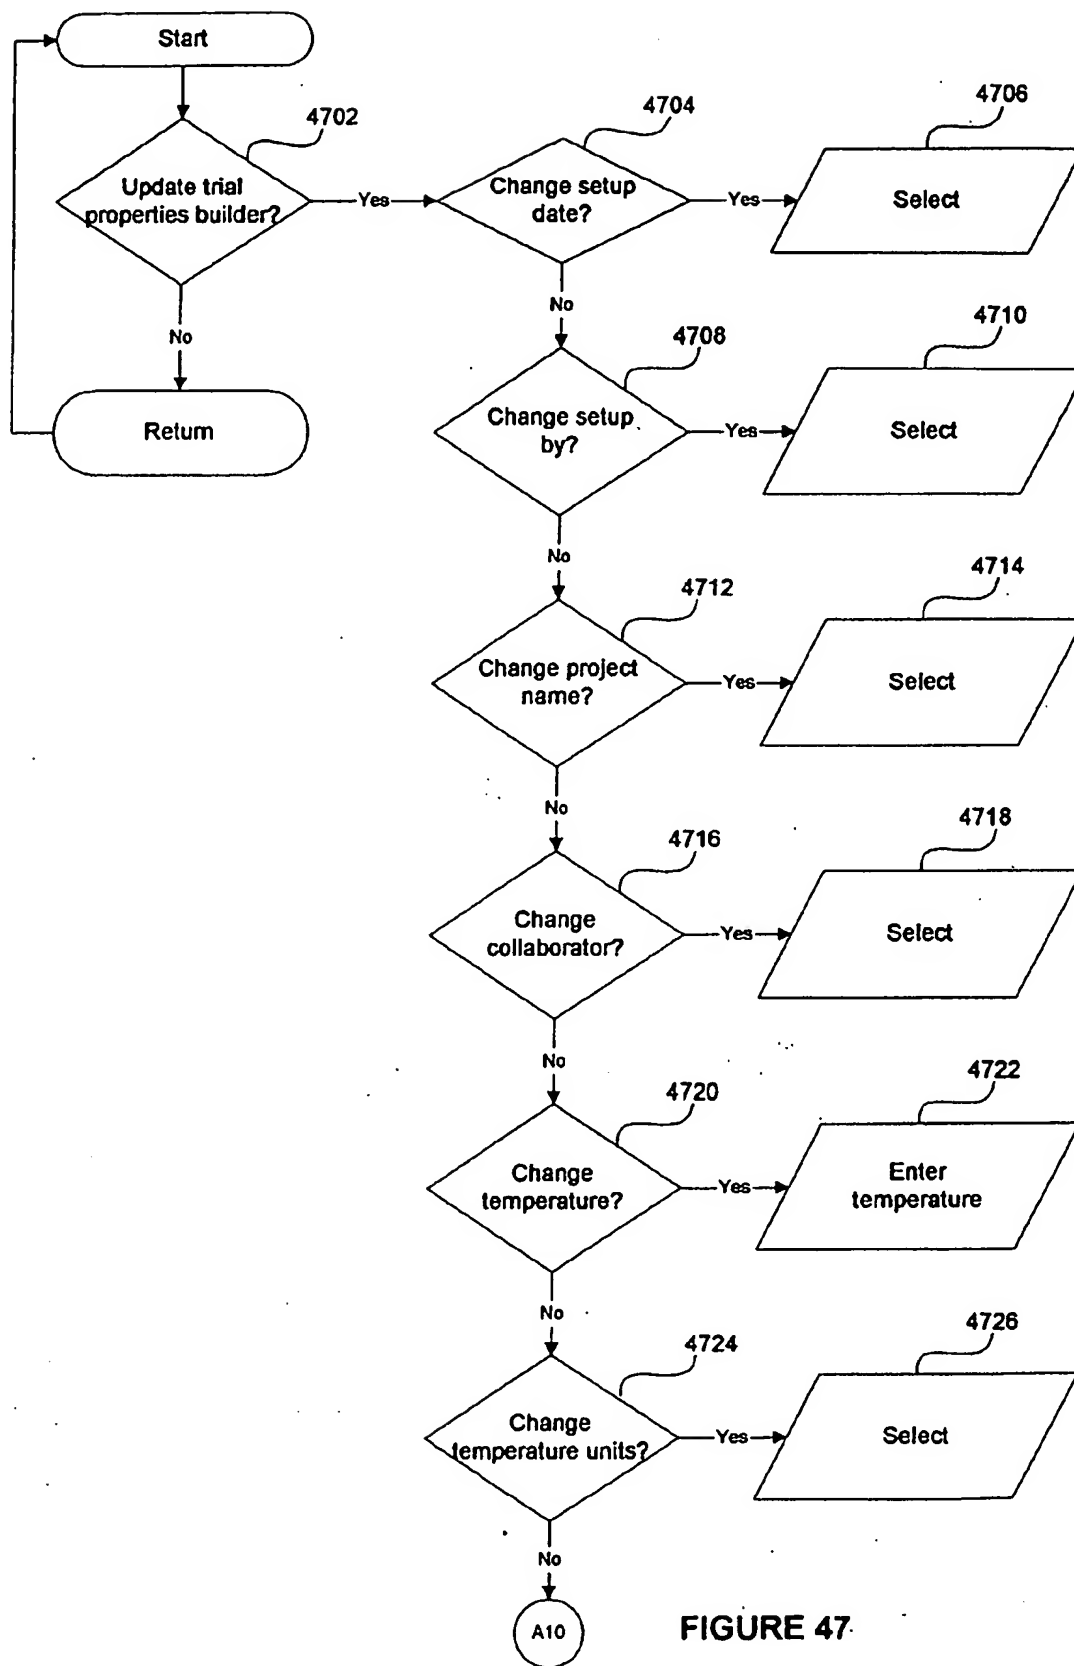 Start
4702
4704
4706
Update trial
properties builder?
Yes
Change setup
date?
Yes
Select
No
No
4708
4710
Return
Change setup
by?
Yes
Select
No
4712
4714
Change project
name?
Yes
Select
No
4716
4718
Change
collaborator?
Yes
Select
No
4720
4722
Change
temperature?
Yes
Enter
temperature
No
4724
4726
Change
temperature units?
Yes
Select
No
A10
FIGURE 47